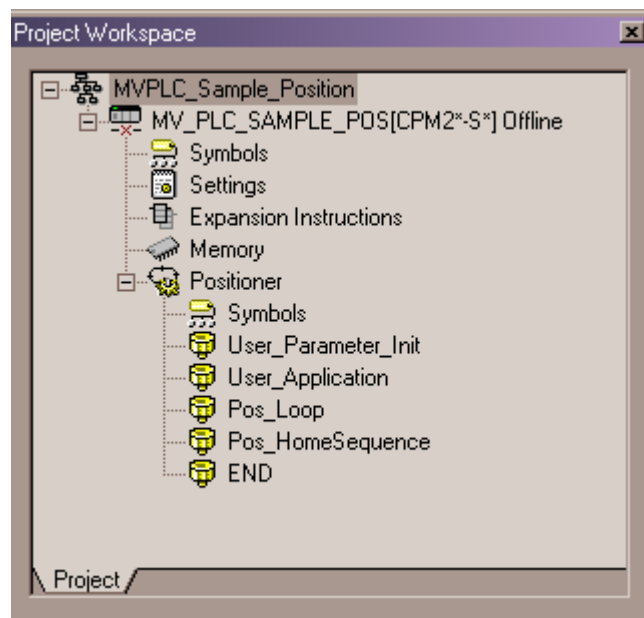 Project Workspace
MVPLC_Sample_Position
MV_PLC_SAMPLE_POS[CPM2*-S*] Offline
Symbols
Settings
Expansion Instructions
Memory
Positioner
Symbols
User_Parameter_Init
User_Application
Pos_Loop
Pos_HomeSequence
END
Project